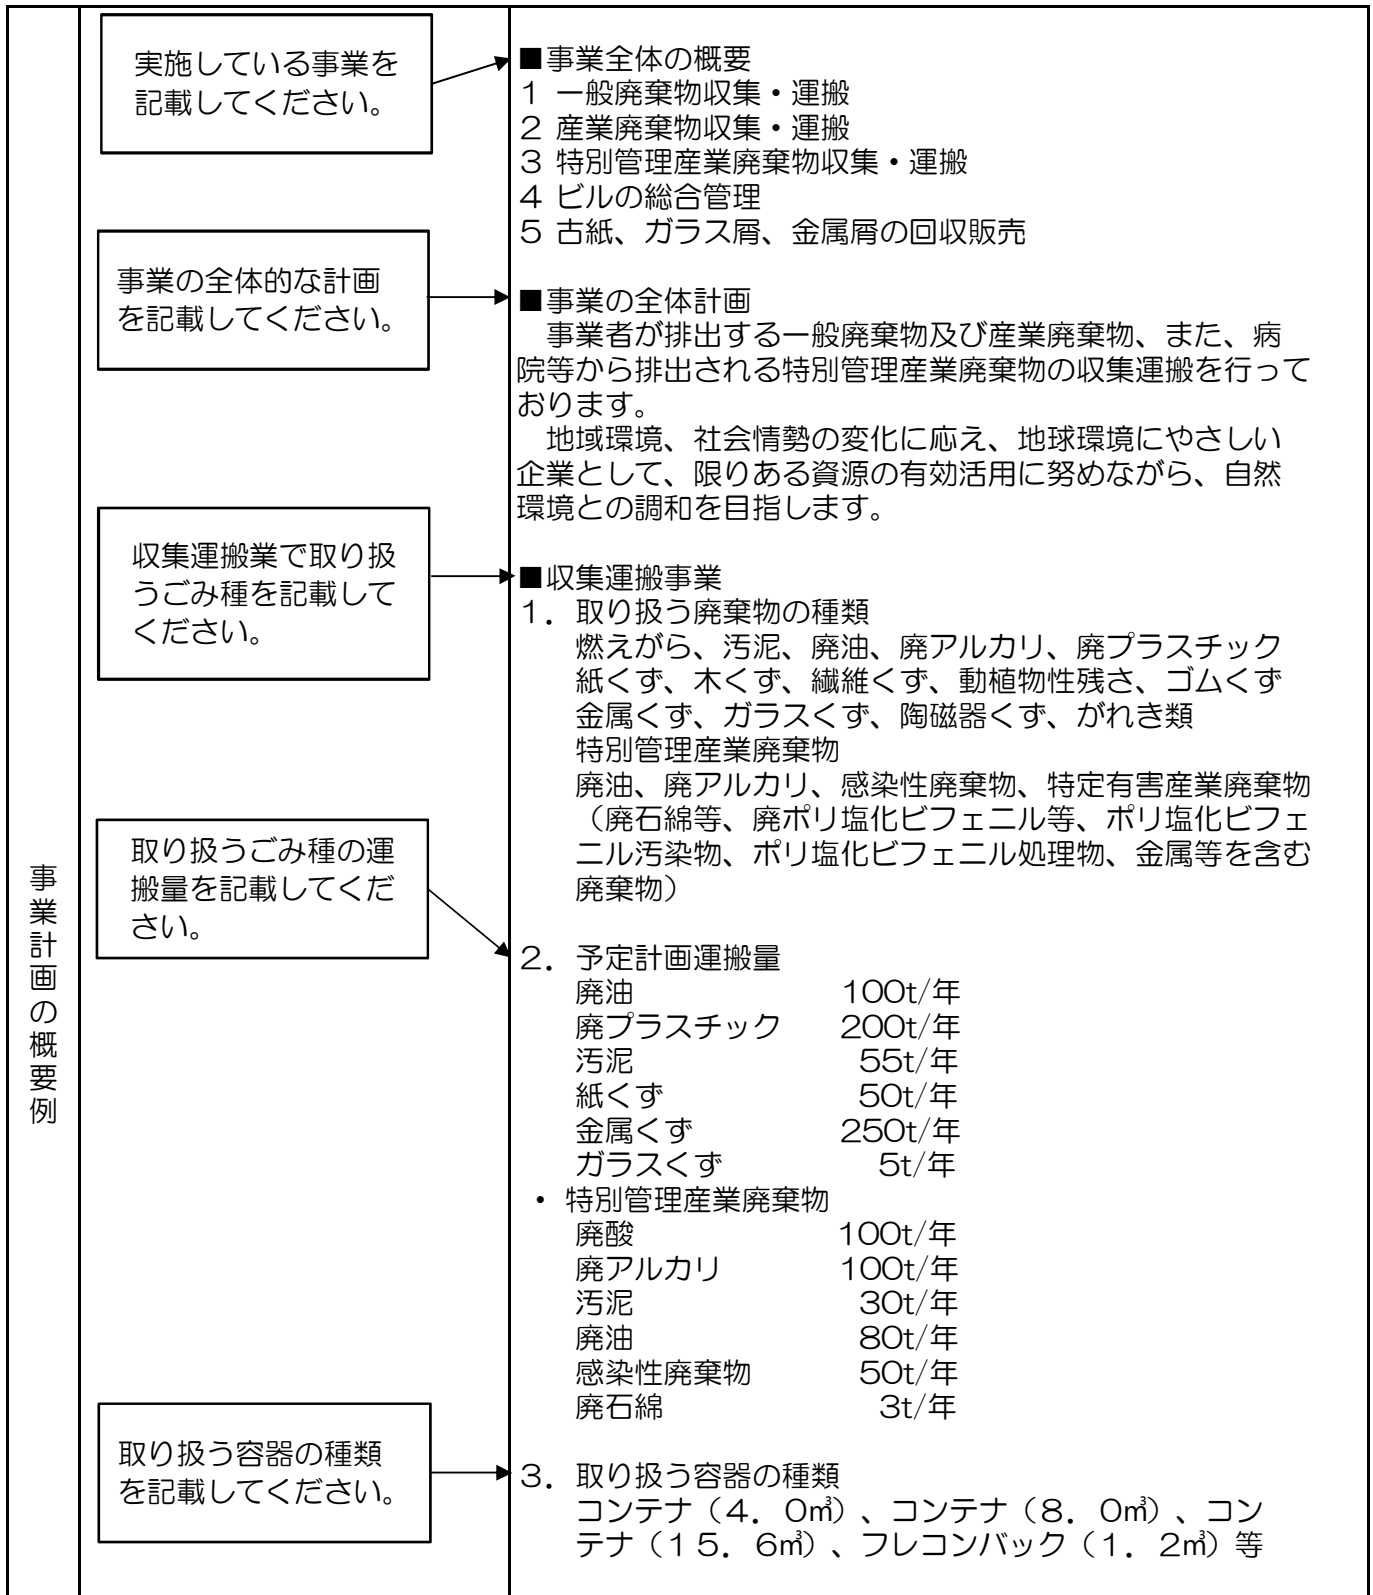 事業計画の概要例
実施している事業を
記載してください。
■事業全体の概要
１ 一般廃棄物収集・運搬
２ 産業廃棄物収集・運搬
３ 特別管理産業廃棄物収集・運搬
４ ビルの総合管理
５ 古紙、ガラス屑、金属屑の回収販売
事業の全体的な計画
を記載してください。
■事業の全体計画
　事業者が排出する一般廃棄物及び産業廃棄物、また、病
院等から排出される特別管理産業廃棄物の収集運搬を行って
おります。
　地域環境、社会情勢の変化に応え、地球環境にやさしい
企業として、限りある資源の有効活用に努めながら、自然
環境との調和を目指します。
収集運搬業で取り扱
うごみ種を記載して
ください。
■収集運搬事業
１．取り扱う廃棄物の種類
燃えがら、汚泥、廃油、廃アルカリ、廃プラスチック
紙くず、木くず、繊維くず、動植物性残さ、ゴムくず
金属くず、ガラスくず、陶磁器くず、がれき類
特別管理産業廃棄物
廃油、廃アルカリ、感染性廃棄物、特定有害産業廃棄物
（廃石綿等、廃ポリ塩化ビフェニル等、ポリ塩化ビフェ
ニル汚染物、ポリ塩化ビフェニル処理物、金属等を含む
廃棄物）
取り扱うごみ種の運
搬量を記載してくだ
さい。
２．予定計画運搬量
廃油　100t/年
廃プラスチック　200t/年
汚泥　55t/年
紙くず　50t/年
金属くず　250t/年
ガラスくず　5t/年
・ 特別管理産業廃棄物
廃酸　100t/年
廃アルカリ　100t/年
汚泥　30t/年
廃油　80t/年
感染性廃棄物　50t/年
廃石綿　3t/年
取り扱う容器の種類
を記載してください。
３．取り扱う容器の種類
コンテナ（４．０㎥）、コンテナ（８．０㎥）、コン
テナ（１５．６㎥）、フレコンバック（１．２㎥）等